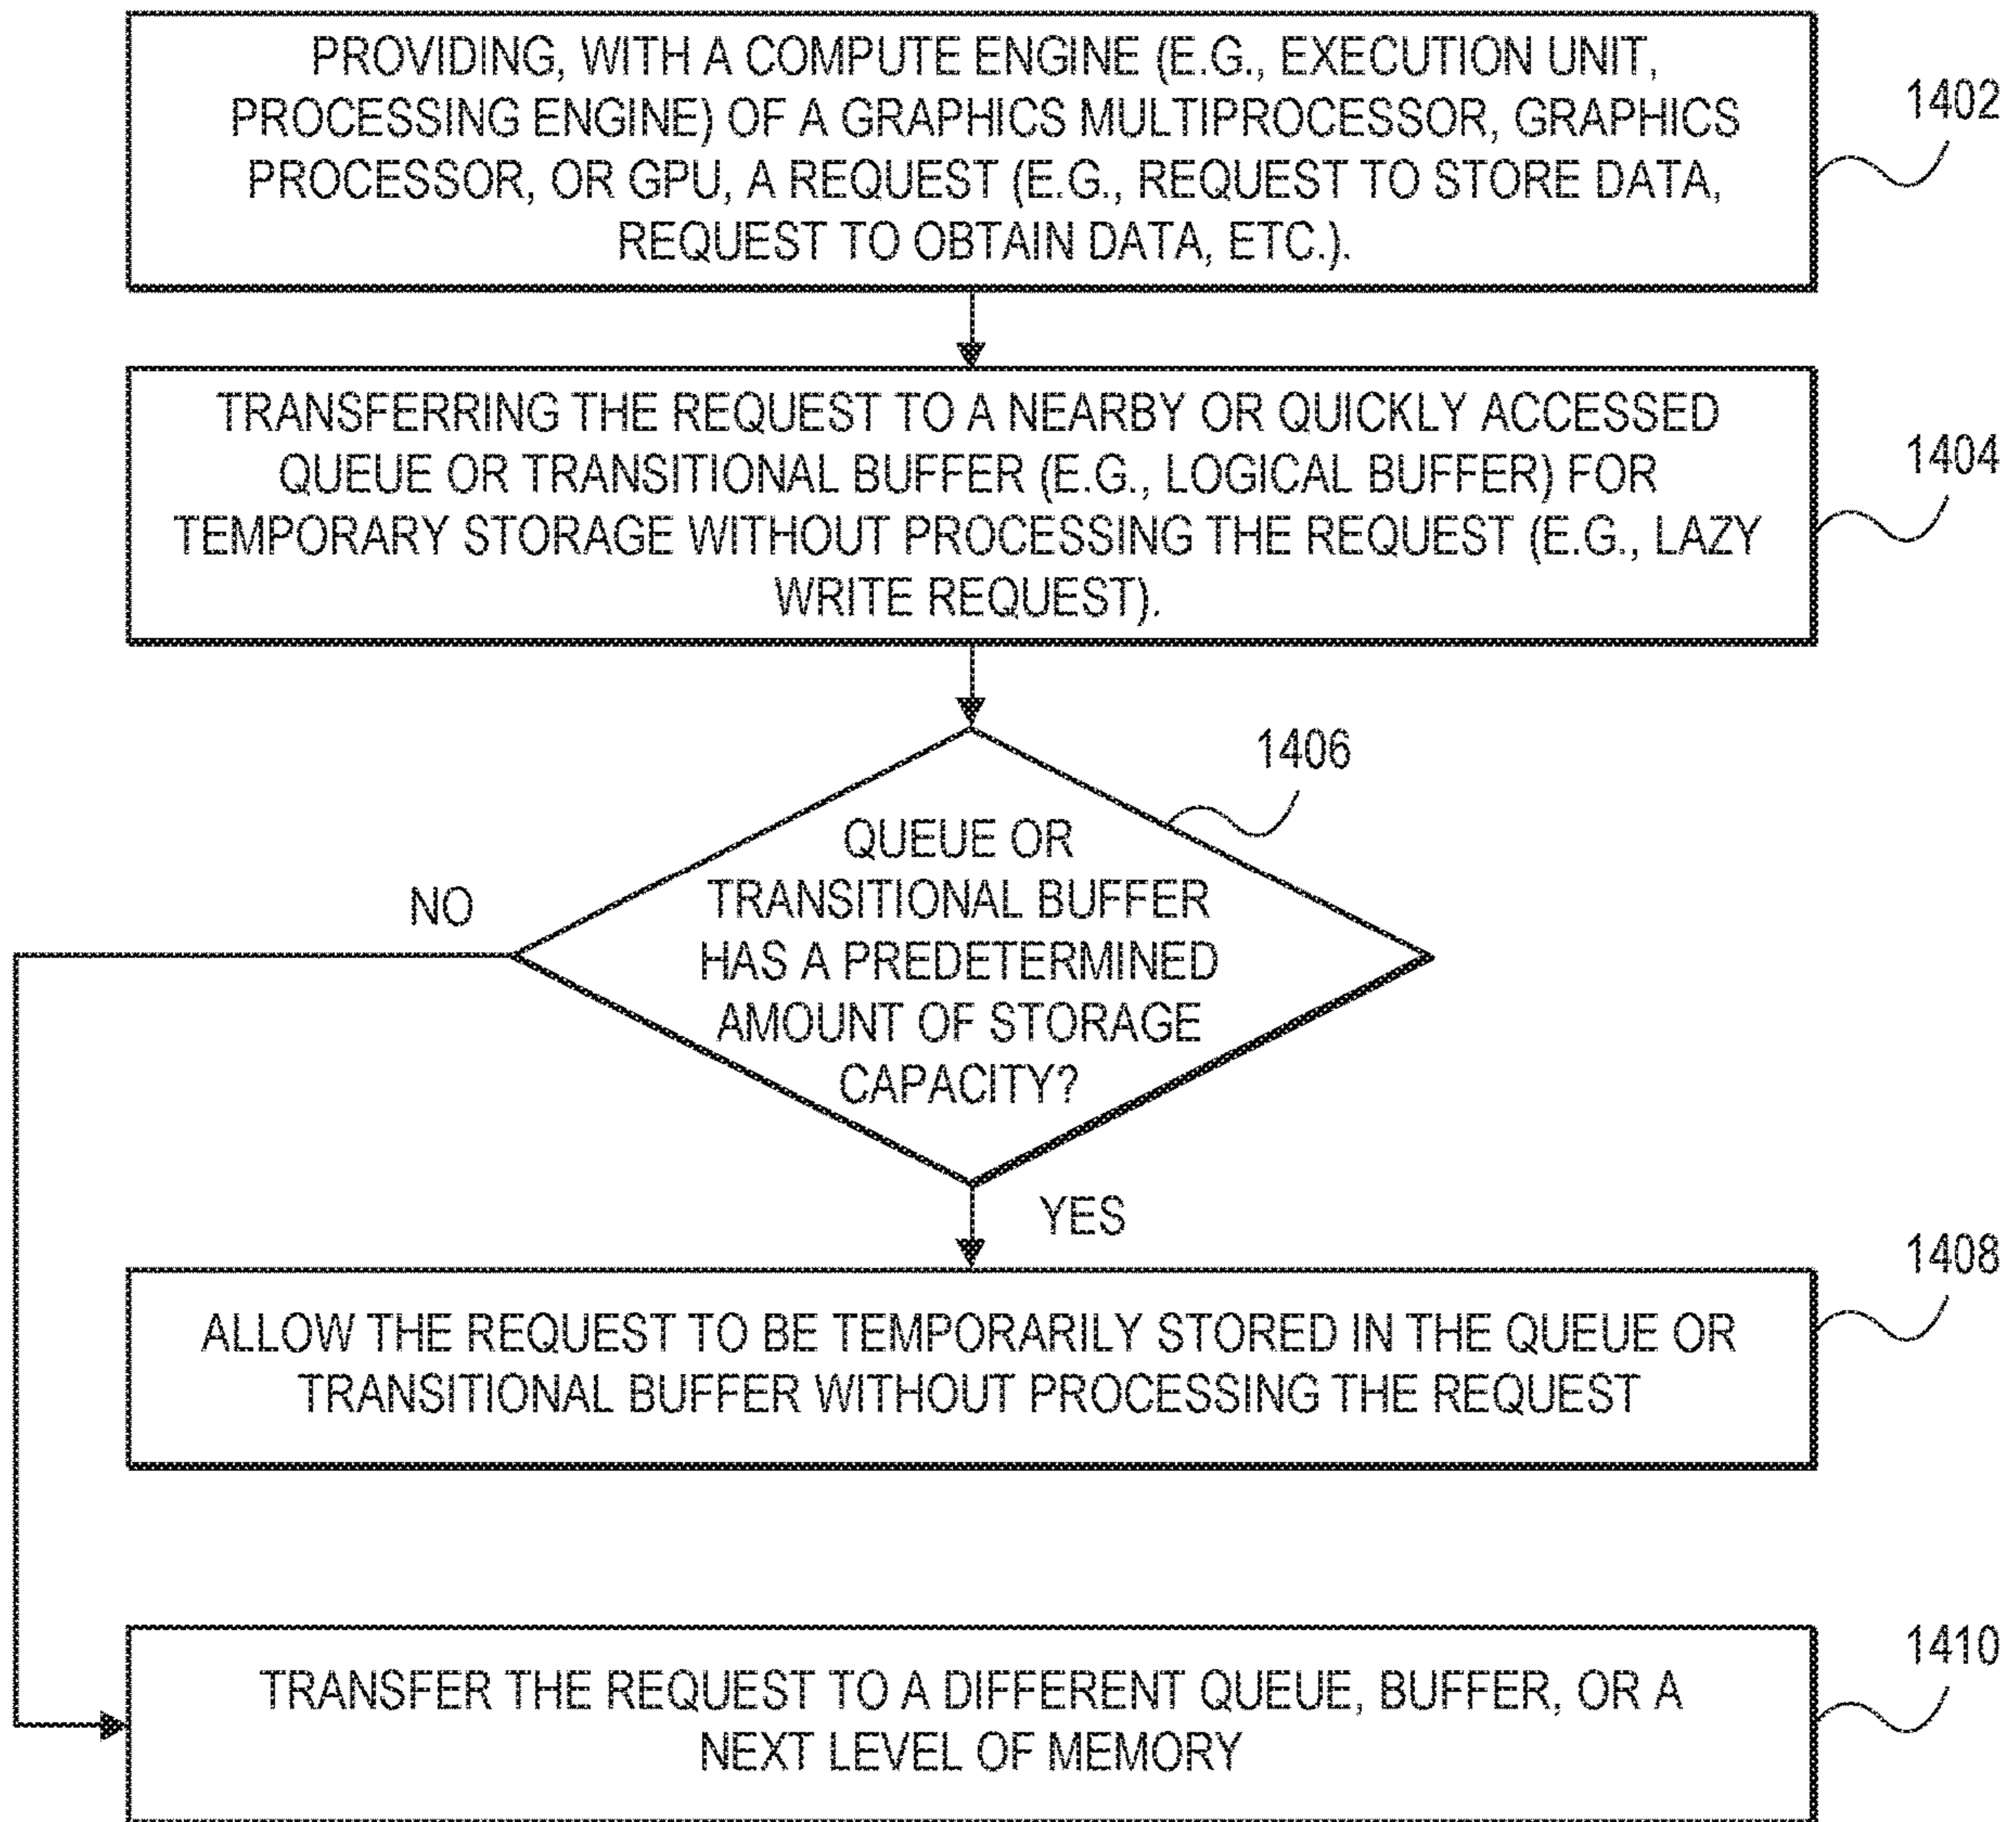 PROVIDING, WITH A COMPUTE ENGINE (E.G., EXECUTION UNIT,
PROCESSING ENGINE) OF A GRAPHICS MULTIPROCESSOR, GRAPHICS
PROCESSOR, OR GPU, A REQUEST (E.G., REQUEST TO STORE DATA,
REQUEST TO OBTAIN DATA, ETC.).
1402
TRANSFERRING THE REQUEST TO A NEARBY OR QUICKLY ACCESSED
QUEUE OR TRANSITIONAL BUFFER (E.G., LOGICAL BUFFER) FOR
TEMPORARY STORAGE WITHOUT PROCESSING THE REQUEST (E.G., LAZY
WRITE REQUEST).
1404
1406
QUEUE OR
TRANSITIONAL BUFFER
HAS A PREDETERMINED
AMOUNT OF STORAGE
CAPACITY?
NO
YES
1408
ALLOW THE REQUEST TO BE TEMPORARILY STORED IN THE QUEUE OR
TRANSITIONAL BUFFER WITHOUT PROCESSING THE REQUEST
1410
TRANSFER THE REQUEST TO A DIFFERENT QUEUE, BUFFER, OR A
NEXT LEVEL OF MEMORY